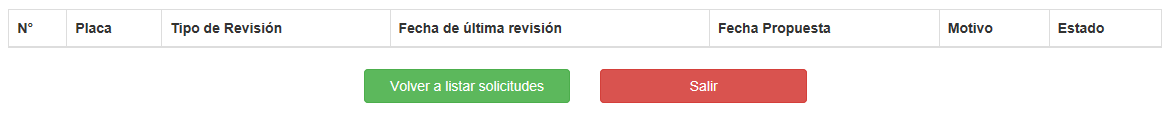 N° Placa Tipo de Revisión Fecha de última revisión Fecha Propuesta Motivo Estado
Volver a listar solicitudes Salir